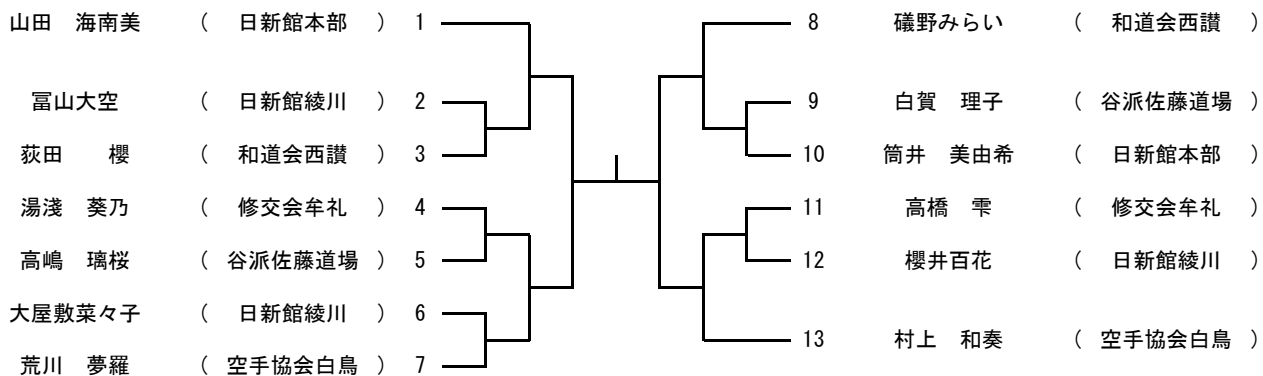 山田　海南美 （ 日新館本部 ） 1
冨山大空 （ 日新館綾川 ） 2
荻田　櫻 （ 和道会西讃 ） 3
湯淺　葵乃 （ 修交会牟礼 ） 4
高嶋　璃桜 （ 谷派佐藤道場 ） 5
大屋敷菜々子 （ 日新館綾川 ） 6
荒川　夢羅 （ 空手協会白鳥 ） 7
8 礒野みらい （ 和道会西讃 ）
9 白賀　理子 （ 谷派佐藤道場 ）
10 筒井　美由希 （ 日新館本部 ）
11 高橋　雫 （ 修交会牟礼 ）
12 櫻井百花 （ 日新館綾川 ）
13 村上　和奏 （ 空手協会白鳥 ）